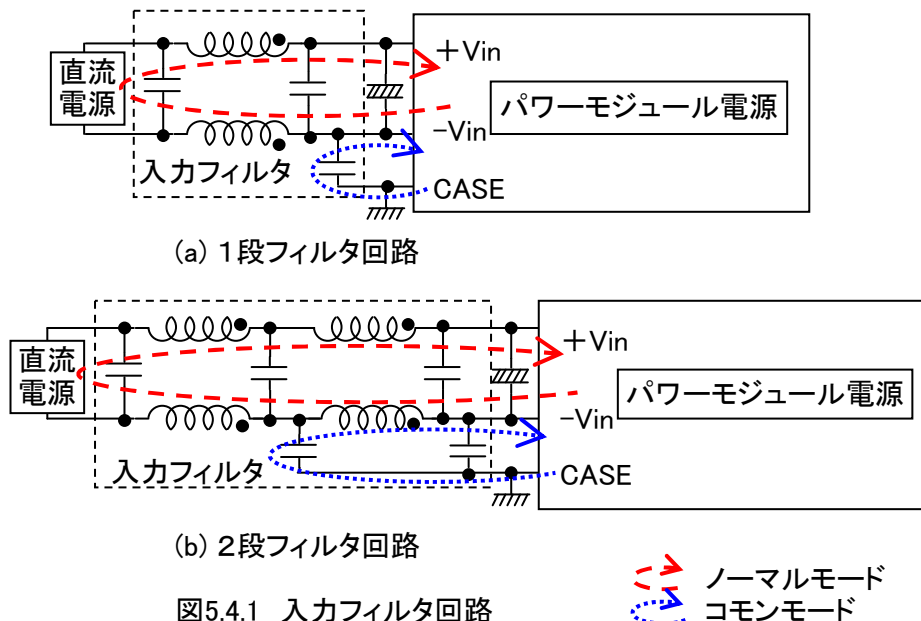 直流
電源
+Vin
パワーモジュール電源
-Vin
入力フィルタ
CASE
(a) 1段フィルタ回路
直流
電源
+Vin
パワーモジュール電源
-Vin
入力フィルタ
CASE
(b) 2段フィルタ回路
図5.4.1 入力フィルタ回路
ノーマルモード
コモンモード